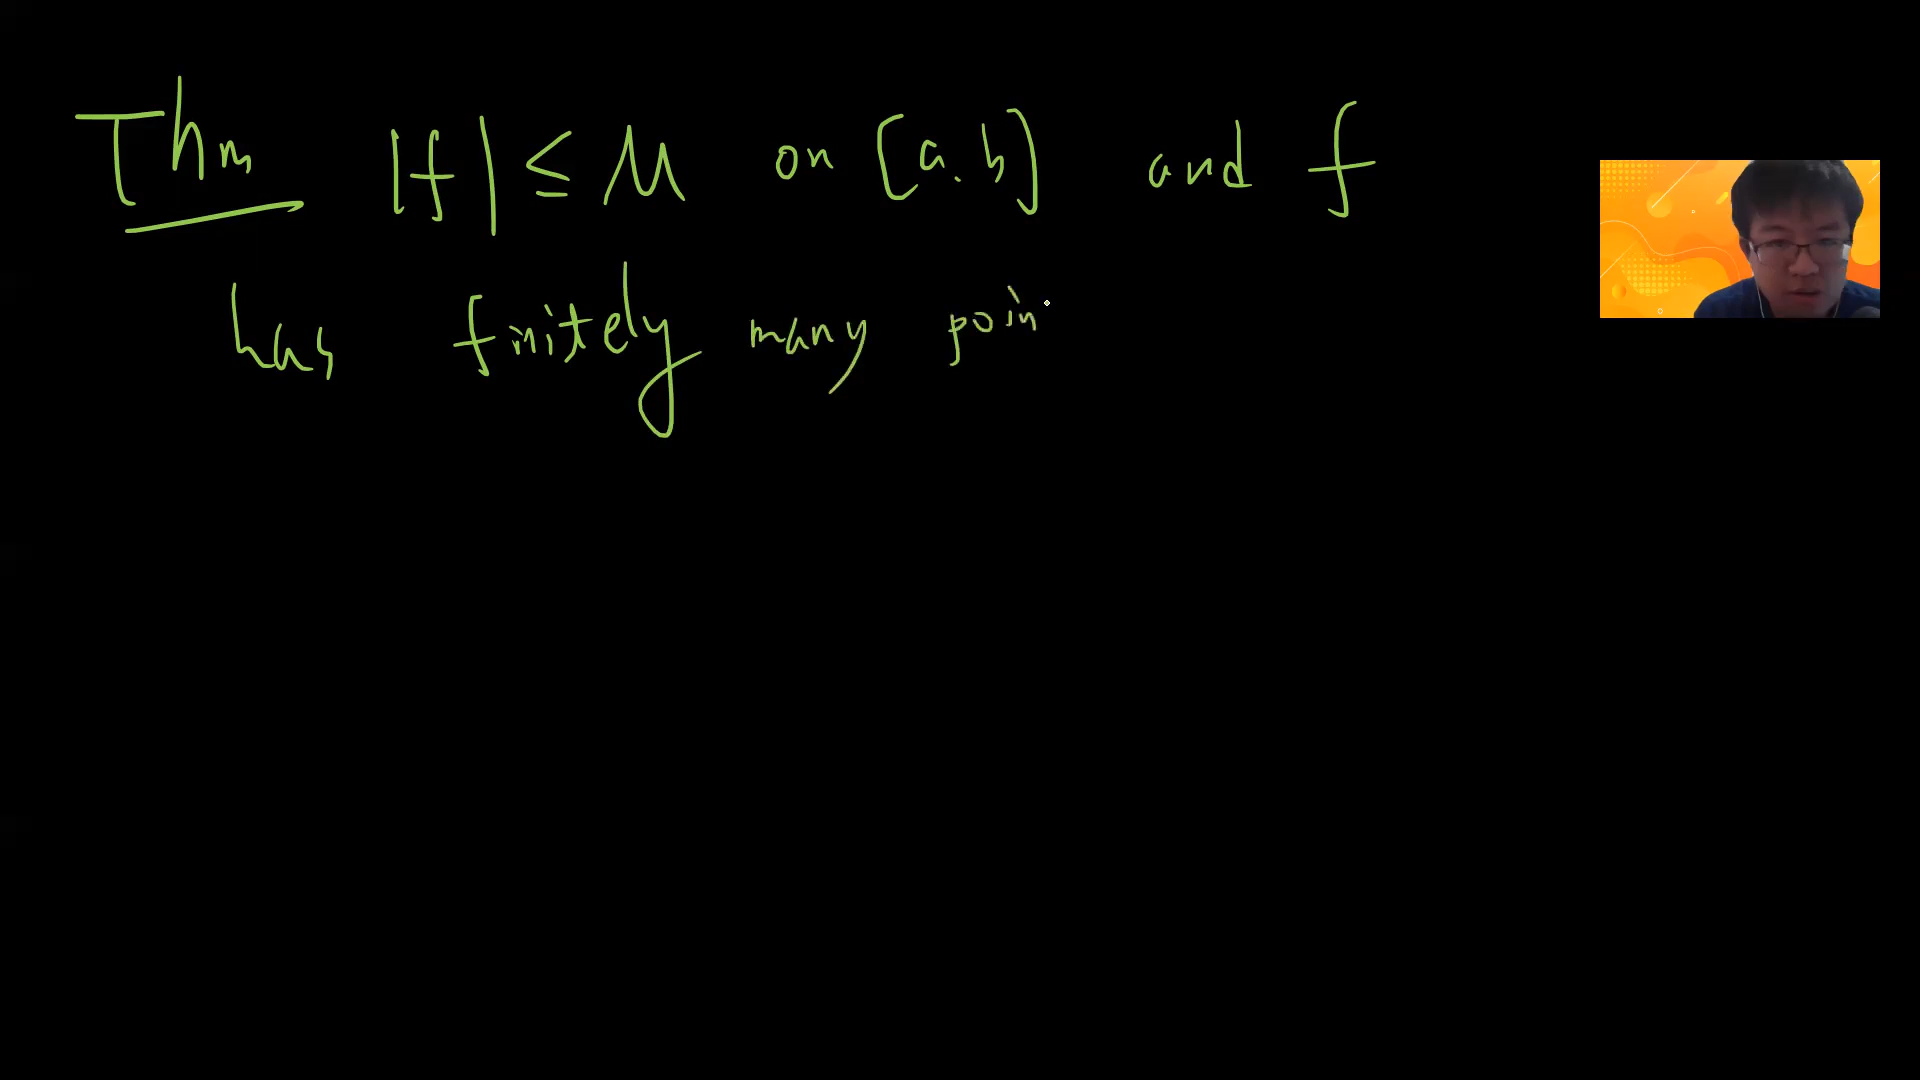 Thm |f| ≤ M on [a.b] and f
has finitely many poin